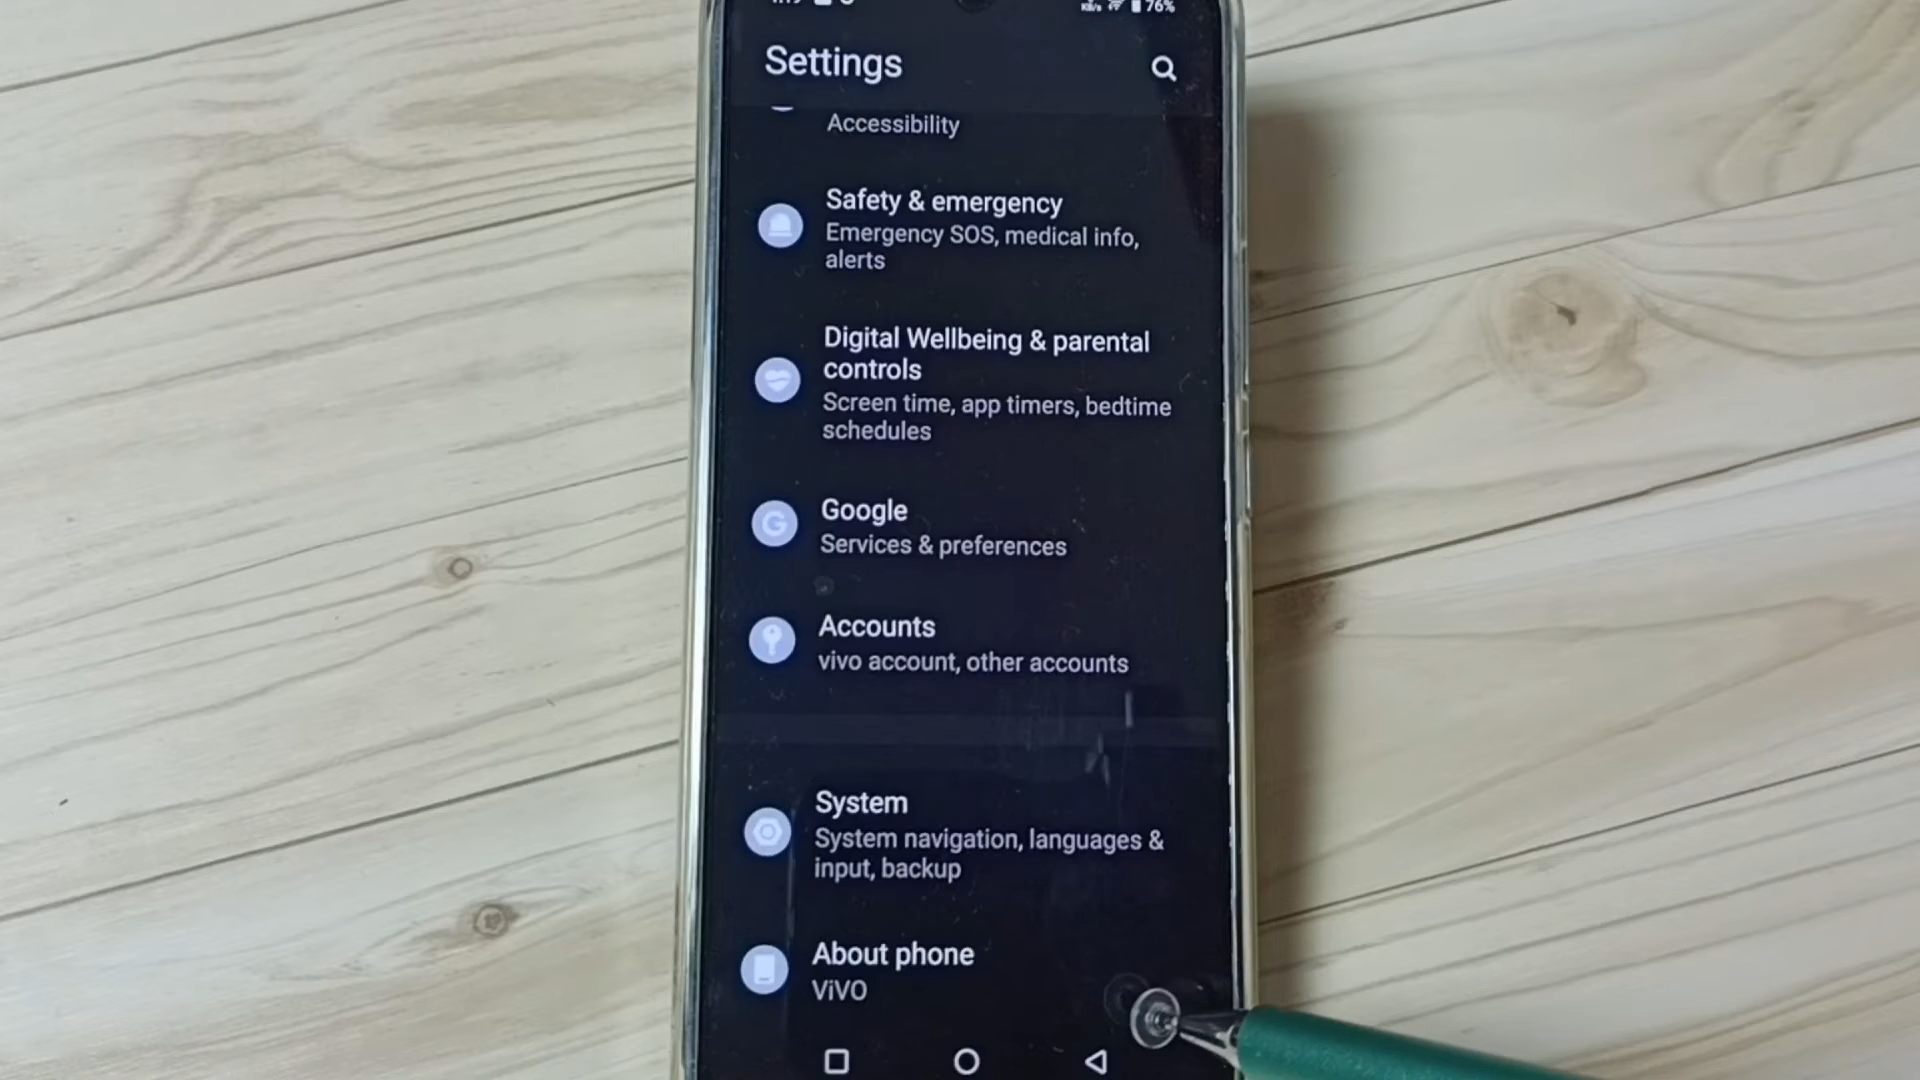 76%
Settings
Accessibility
Safety & emergency
Emergency SOS, medical info,
alerts
Digital Wellbeing & parental
controls
Screen time, app timers, bedtime
schedules
Google
Services & preferences
Accounts
vivo account, other accounts
System
System navigation, languages &
input, backup
About phone
ViVO